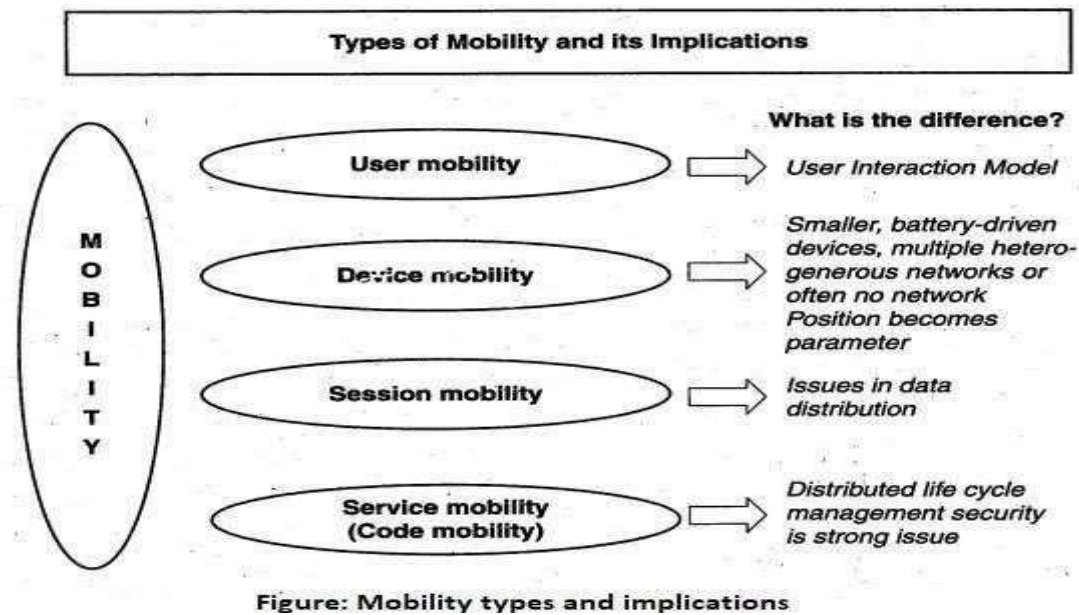 Types of Mobility and its Implications
What is the difference?
MOBILITY
User mobility
User Interaction Model
Device mobility
Smaller, battery-driven
devices, multiple hetero-
generous networks or
often no network
Position becomes
parameter
Session mobility
Issues in data
distribution
Service mobility
(Code mobility)
Distributed life cycle
management security
is strong issue
Figure: Mobility types and implications